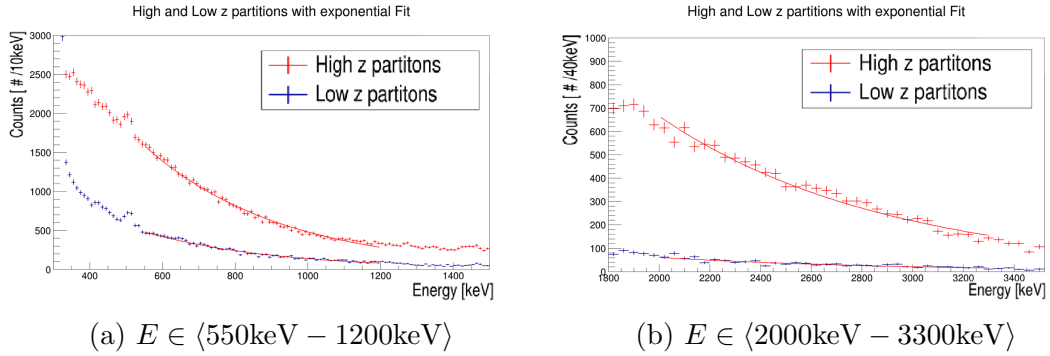 High and Low z partitions with exponential Fit
Counts [ # /10keV]
3000
2500
2000
1500
1000
500
0
High z partitons
Low z partitons
400 600 800 1000 1200 1400
Energy [keV]
(a) E ∈ ⟨550keV − 1200keV⟩
High and Low z partitions with exponential Fit
Counts [ # /40keV]
1000
900
800
700
600
500
400
300
200
100
0
High z partitons
Low z partitons
1800 2000 2200 2400 2600 2800 3000 3200 3400
Energy [keV]
(b) E ∈ ⟨2000keV − 3300keV⟩